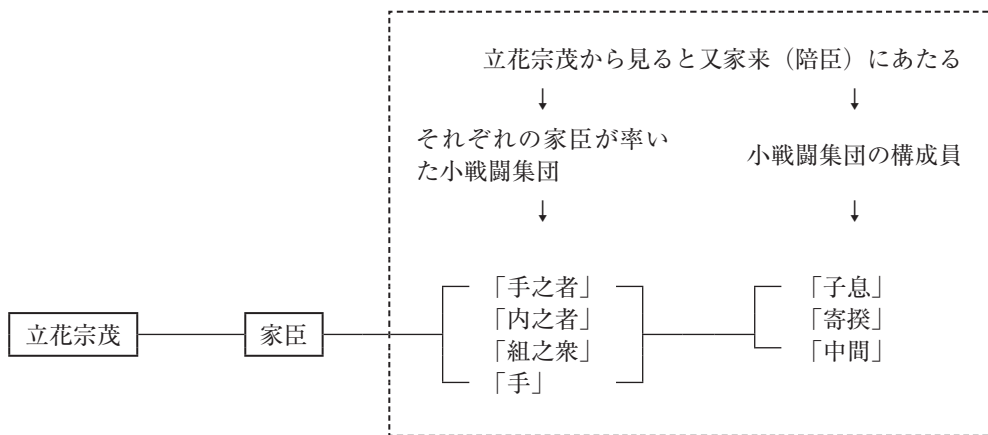 立花宗茂から見ると又家来（陪臣）にあたる
↓ ↓
それぞれの家臣が率い
た小戦闘集団
小戦闘集団の構成員
↓ ↓
立花宗茂
家臣
「手之者」
「内之者」
「組之衆」
「手」
「子息」
「寄揆」
「中間」